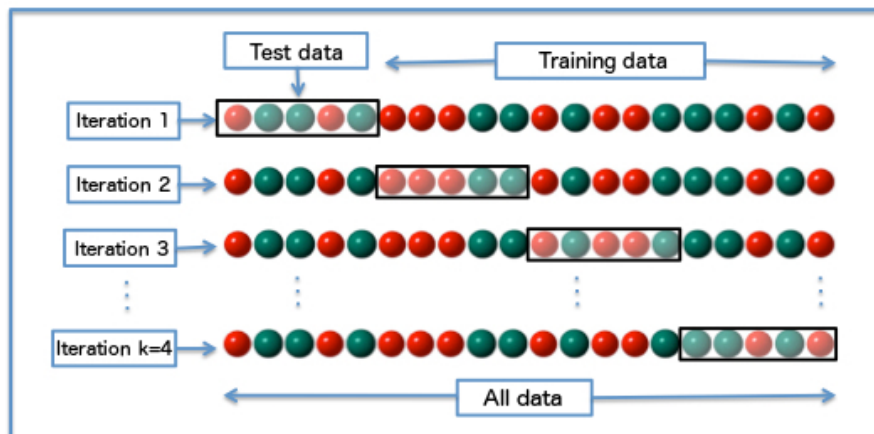 Test data
Training data
Iteration 1
Iteration 2
Iteration 3
Iteration k=4
All data